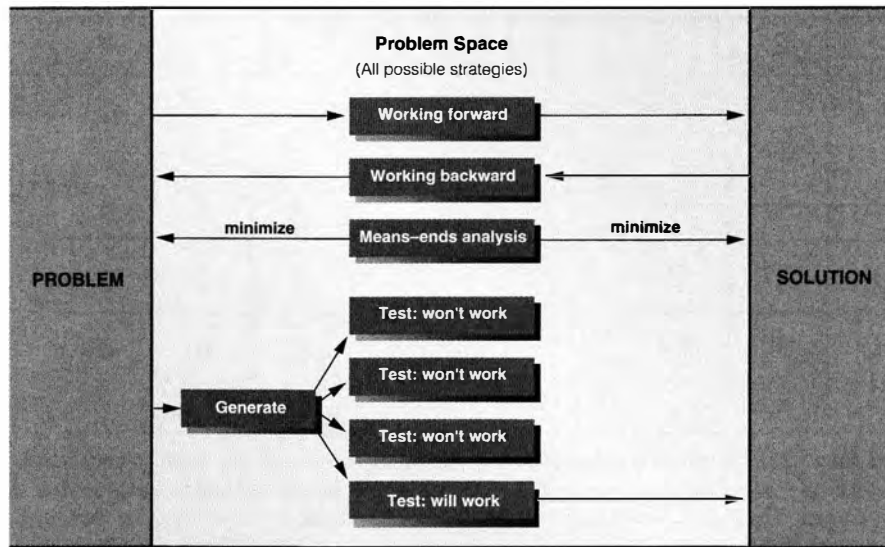 Problem Space
(All possible strategies)
Working forward
Working backward
minimize
Means–ends analysis
minimize
PROBLEM
SOLUTION
Test: won't work
Test: won't work
Generate
Test: won't work
Test: will work